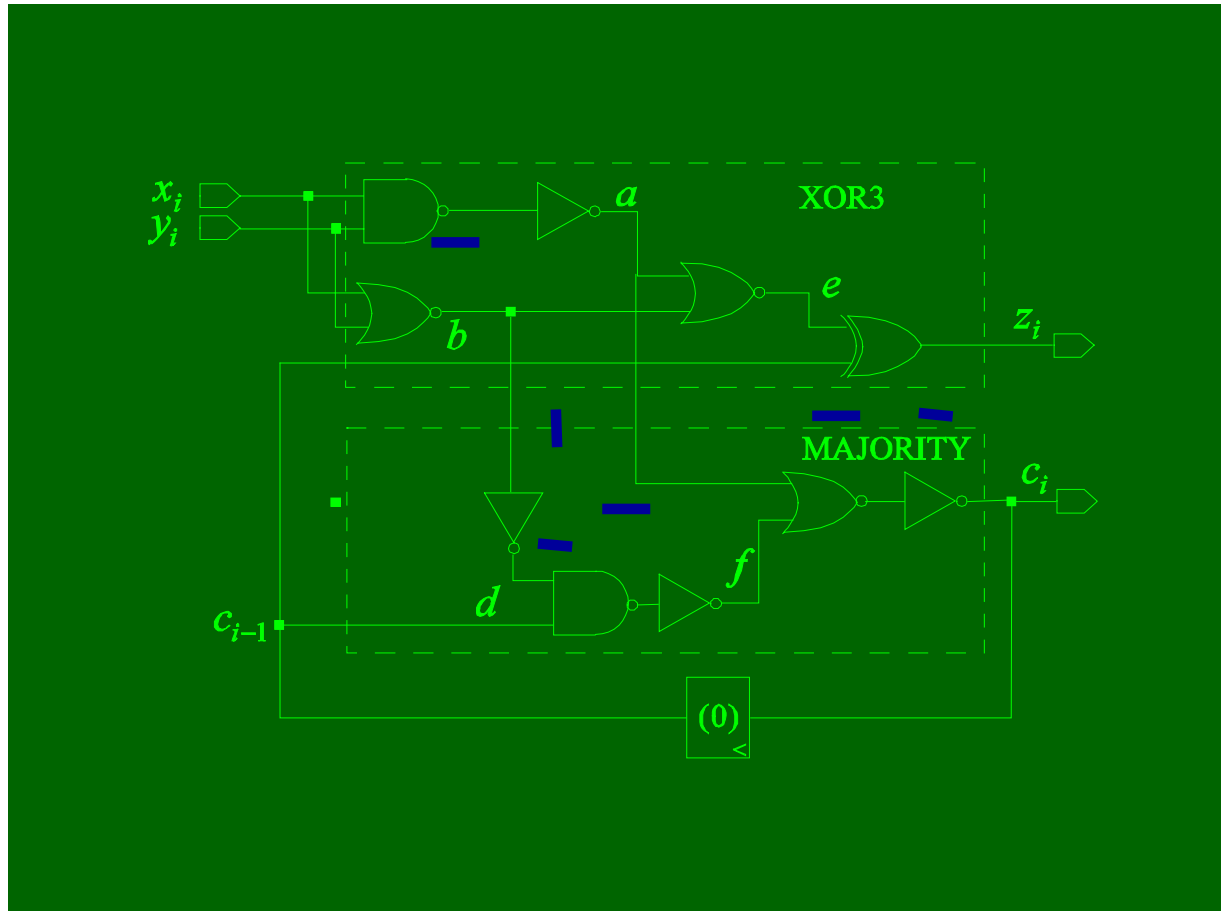 x_i
y_i
a
XOR3
b
e
z_i
MAJORITY
c_i
d
f
c_{i–1}
(0)
<